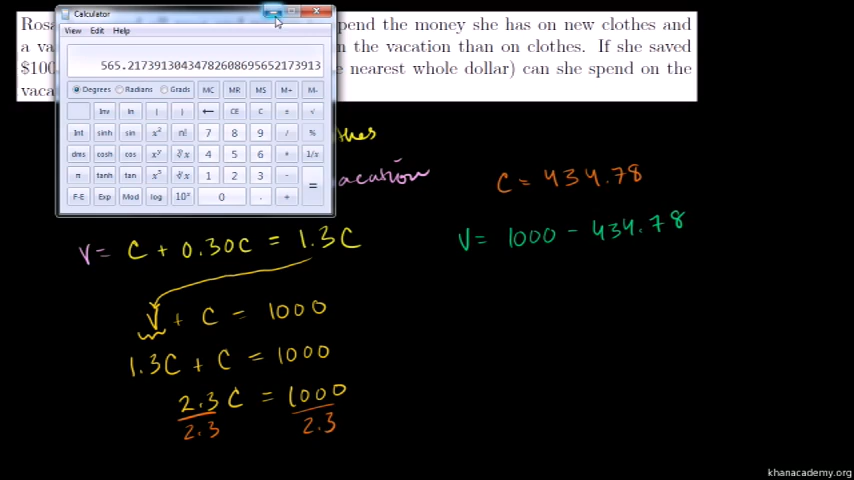 Calculator
Rosa pend the money she has on new clothes and
View Edit Help
a va n the vacation than on clothes. If she saved
565.21739130434782608695652173913
$100 e nearest whole dollar) can she spend on the
vaca
Degrees Radians Grads MC MR MS M+ M-
Inv ln ( ) ← CE C ± √
Int sinh sin x² n! 7 8 9 / %
dms cosh cos xʸ ʸ√x 4 5 6 * 1/x
π tanh tan x³ ³√x 1 2 3 - =
F-E Exp Mod log 10ˣ 0 . +
thes
acation
C = 434.78
V = 1000 - 434.78
V = C + 0.30C = 1.3C
V + C = 1000
1.3C + C = 1000
2.3C = 1000
2.3 2.3
khanacademy.org